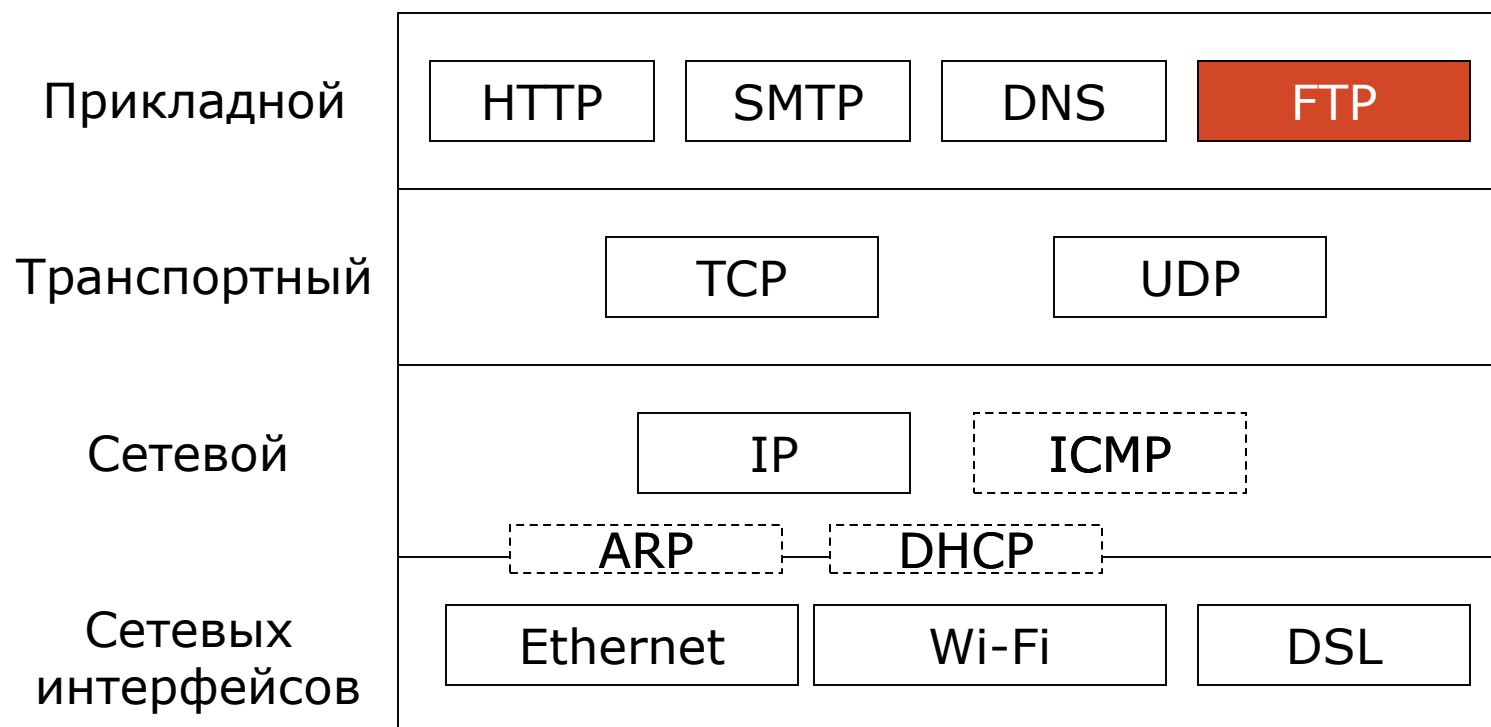 Прикладной
HTTP
SMTP
DNS
FTP
Транспортный
TCP
UDP
Сетевой
IP
ICMP
ARP
DHCP
Сетевых
интерфейсов
Ethernet
Wi-Fi
DSL